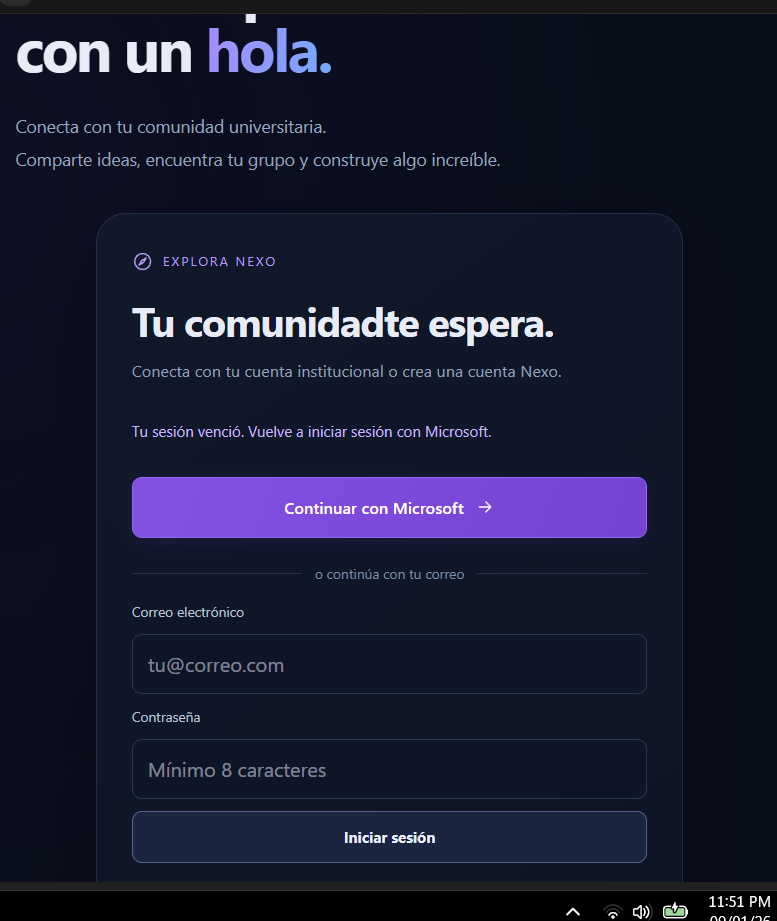 con un hola.
Conecta con tu comunidad universitaria.
Comparte ideas, encuentra tu grupo y construye algo increíble.
EXPLORA NEXO
Tu comunidadte espera.
Conecta con tu cuenta institucional o crea una cuenta Nexo.
Tu sesión venció. Vuelve a iniciar sesión con Microsoft.
Continuar con Microsoft →
o continúa con tu correo
Correo electrónico
tu@correo.com
Contraseña
Mínimo 8 caracteres
Iniciar sesión
11:51 PM